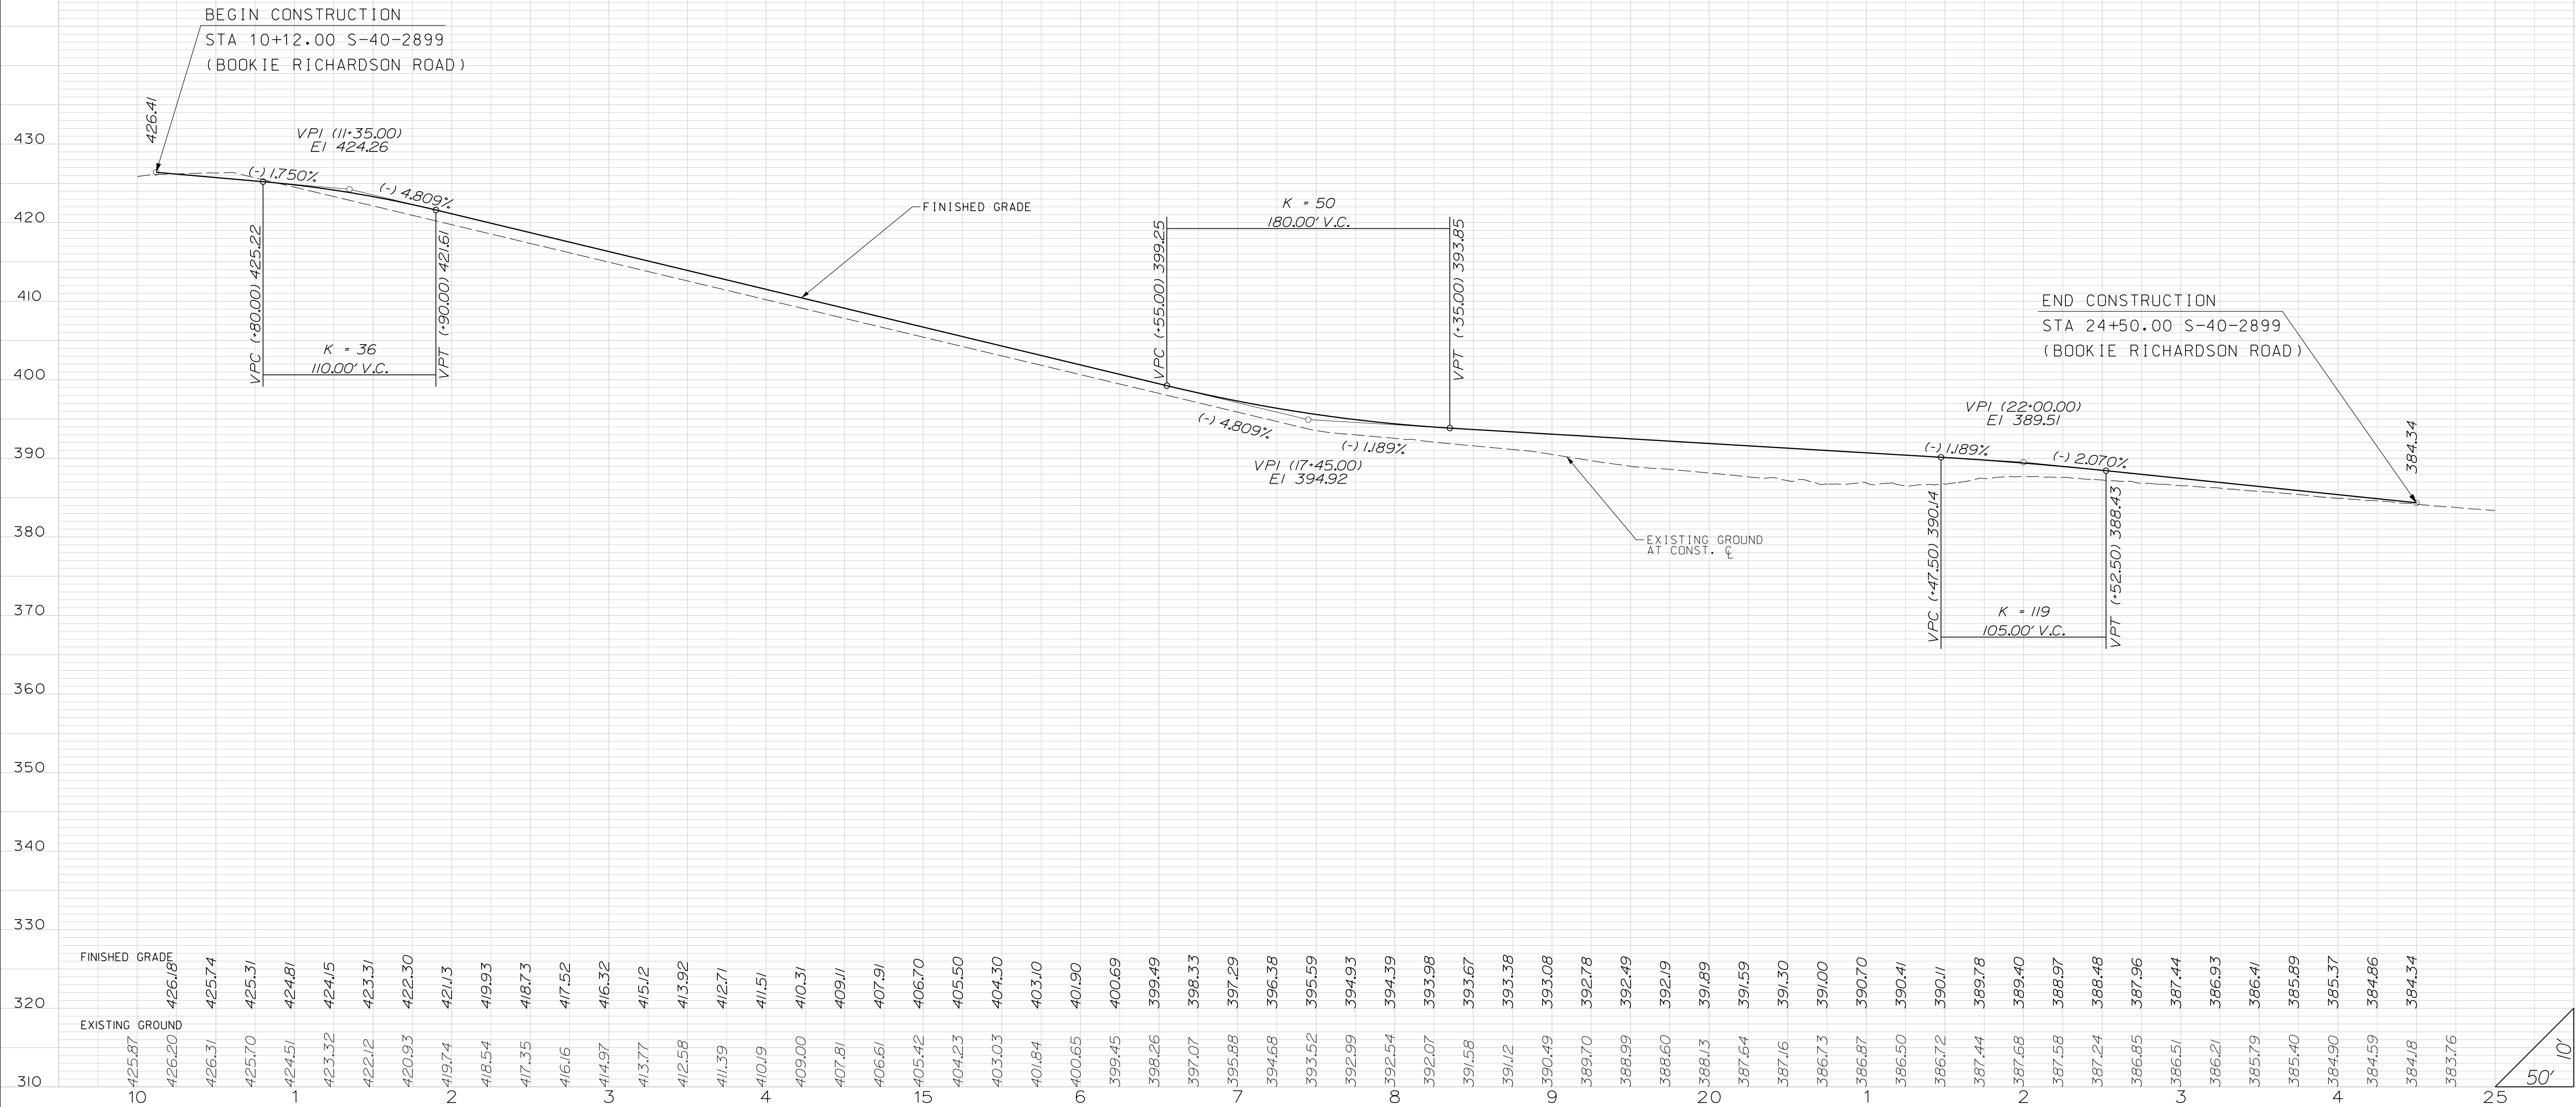 BEGIN CONSTRUCTION
STA 10+12.00 S-40-2899
(BOOKIE RICHARDSON ROAD)
426.41
VPI (11+35.00)
El 424.26
(-) 1.750%
(-) 4.809%
VPC (+80.00) 425.22
VPT (+90.00) 421.61
K = 36
110.00' V.C.
FINISHED GRADE
K = 50
180.00' V.C.
VPC (+55.00) 399.25
VPT (+35.00) 393.85
(-) 4.809%
(-) 1.189%
VPI (17+45.00)
El 394.92
EXISTING GROUND
AT CONST. ℄
END CONSTRUCTION
STA 24+50.00 S-40-2899
(BOOKIE RICHARDSON ROAD)
384.34
VPI (22+00.00)
El 389.51
(-) 1.189%
(-) 2.070%
VPC (+47.50) 390.14
VPT (+52.50) 388.43
K = 119
105.00' V.C.
430
420
410
400
390
380
370
360
350
340
330
320
310
FINISHED GRADE
426.18 425.74 425.31 424.81 424.15 423.31 422.30 421.13 419.93 418.73 417.52 416.32 415.12 413.92 412.71 411.51 410.31 409.11 407.91 406.70 405.50 404.30 403.10 401.90 400.69 399.49 398.33 397.29 396.38 395.59 394.93 394.39 393.98 393.67 393.38 393.08 392.78 392.49 392.19 391.89 391.59 391.30 391.00 390.70 390.41 390.11 389.78 389.40 388.97 388.48 387.96 387.44 386.93 386.41 385.89 385.37 384.86 384.34
EXISTING GROUND
425.87 426.20 426.31 425.70 424.51 423.32 422.12 420.93 419.74 418.54 417.35 416.16 414.97 413.77 412.58 411.39 410.19 409.00 407.81 406.61 405.42 404.23 403.03 401.84 400.65 399.45 398.26 397.07 395.88 394.68 393.52 392.99 392.54 392.07 391.58 391.12 390.49 389.70 388.99 388.60 388.13 387.64 387.16 386.73 386.87 386.50 386.72 387.44 387.68 387.58 387.24 386.85 386.51 386.21 385.79 385.40 384.90 384.59 384.18 383.76
10 1 2 3 4 15 6 7 8 9 20 1 2 3 4 25
10'
50'